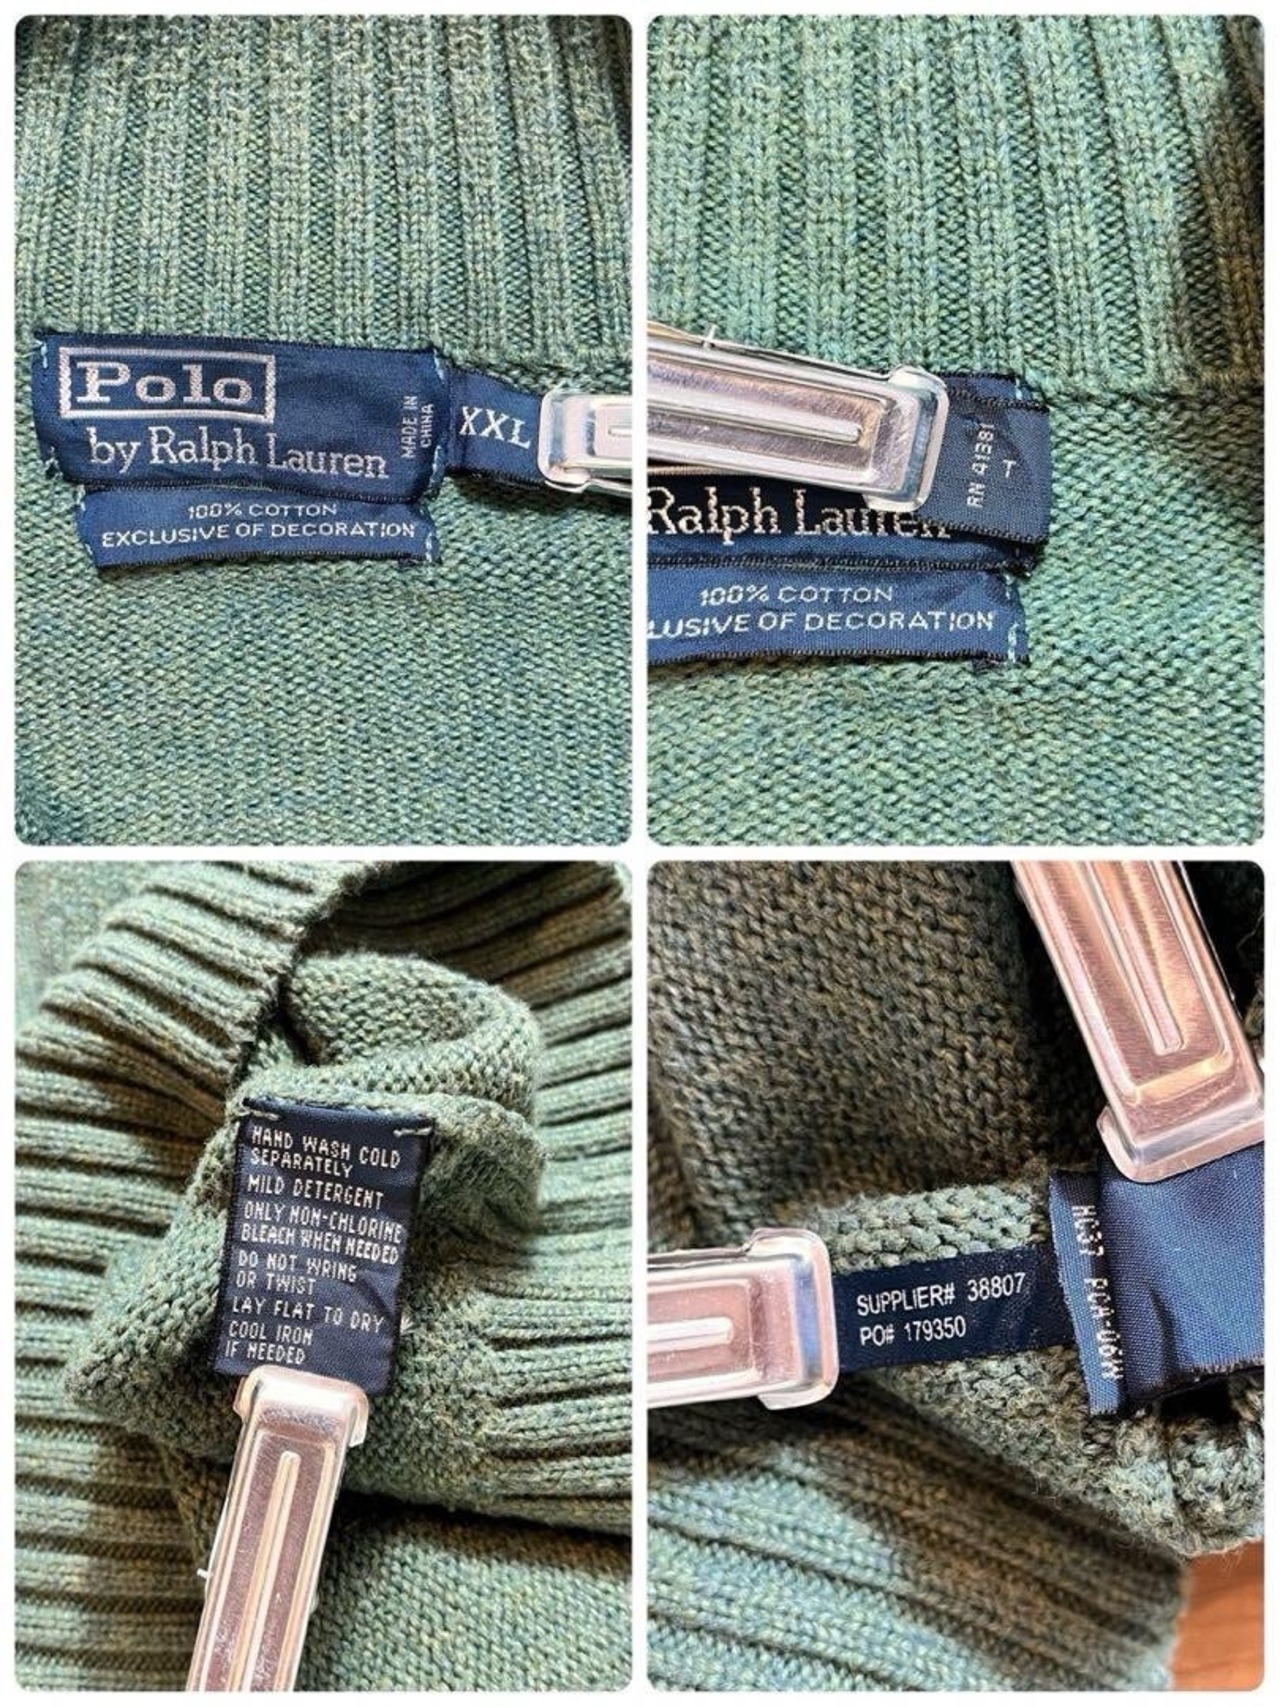 Polo
by Ralph Lauren
MADE IN
CHINA
XXL
100% COTTON
EXCLUSIVE OF DECORATION
RN 41381
T
Ralph Lauren
100% COTTON
LUSIVE OF DECORATION
HAND WASH COLD
SEPARATELY
MILD DETERGENT
ONLY NON-CHLORINE
BLEACH WHEN NEEDED
DO NOT WRING
OR TWIST
LAY FLAT TO DRY
COOL IRON
IF NEEDED
SUPPLIER# 38807
PO# 179350